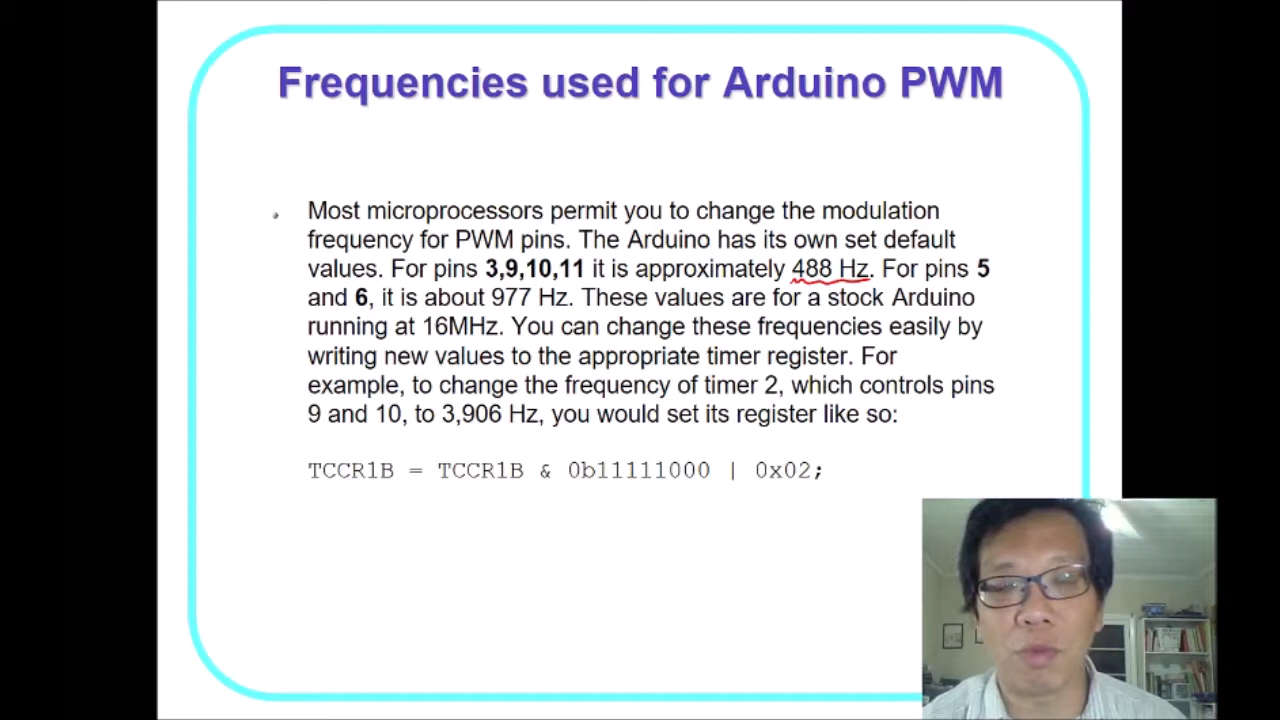 Frequencies used for Arduino PWM
Most microprocessors permit you to change the modulation
frequency for PWM pins. The Arduino has its own set default
values. For pins 3,9,10,11 it is approximately 488 Hz. For pins 5
and 6, it is about 977 Hz. These values are for a stock Arduino
running at 16MHz. You can change these frequencies easily by
writing new values to the appropriate timer register. For
example, to change the frequency of timer 2, which controls pins
9 and 10, to 3,906 Hz, you would set its register like so:
TCCR1B = TCCR1B & 0b11111000 | 0x02;